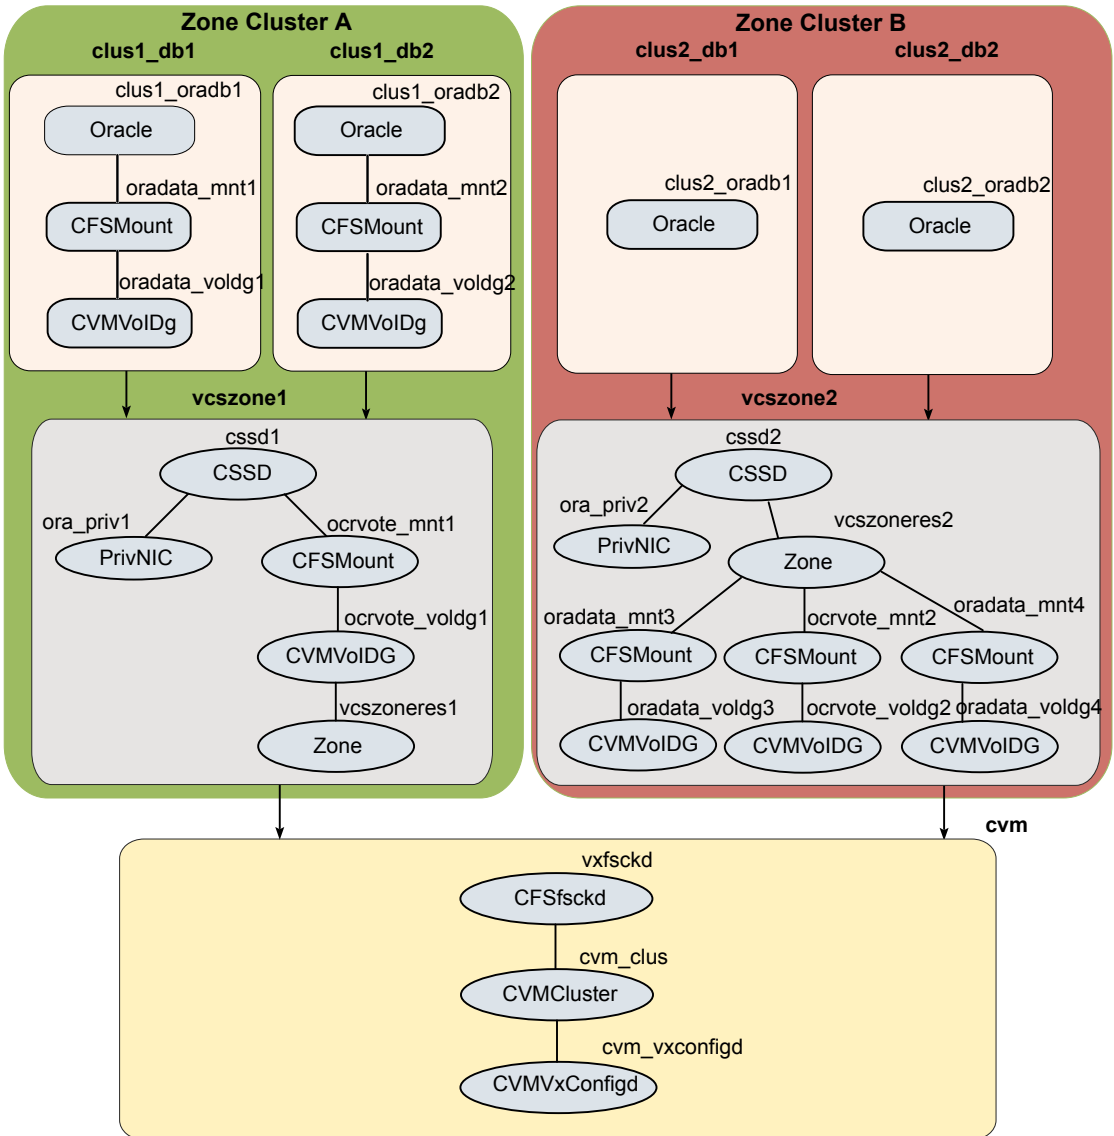 Zone Cluster A
clus1_db1
clus1_db2
clus1_oradb1
Oracle
oradata_mnt1
CFSMount
oradata_voldg1
CVMVolDg
clus1_oradb2
Oracle
oradata_mnt2
CFSMount
oradata_voldg2
CVMVolDg
vcszone1
cssd1
CSSD
ora_priv1
PrivNIC
ocrvote_mnt1
CFSMount
ocrvote_voldg1
CVMVolDG
vcszoneres1
Zone
Zone Cluster B
clus2_db1
clus2_db2
clus2_oradb1
Oracle
clus2_oradb2
Oracle
vcszone2
cssd2
CSSD
ora_priv2
PrivNIC
vcszoneres2
Zone
oradata_mnt3
CFSMount
oradata_voldg3
CVMVolDG
ocrvote_mnt2
CFSMount
ocrvote_voldg2
CVMVolDG
oradata_mnt4
CFSMount
oradata_voldg4
CVMVolDG
cvm
vxfsckd
CFSfsckd
cvm_clus
CVMCluster
cvm_vxconfigd
CVMVxConfigd